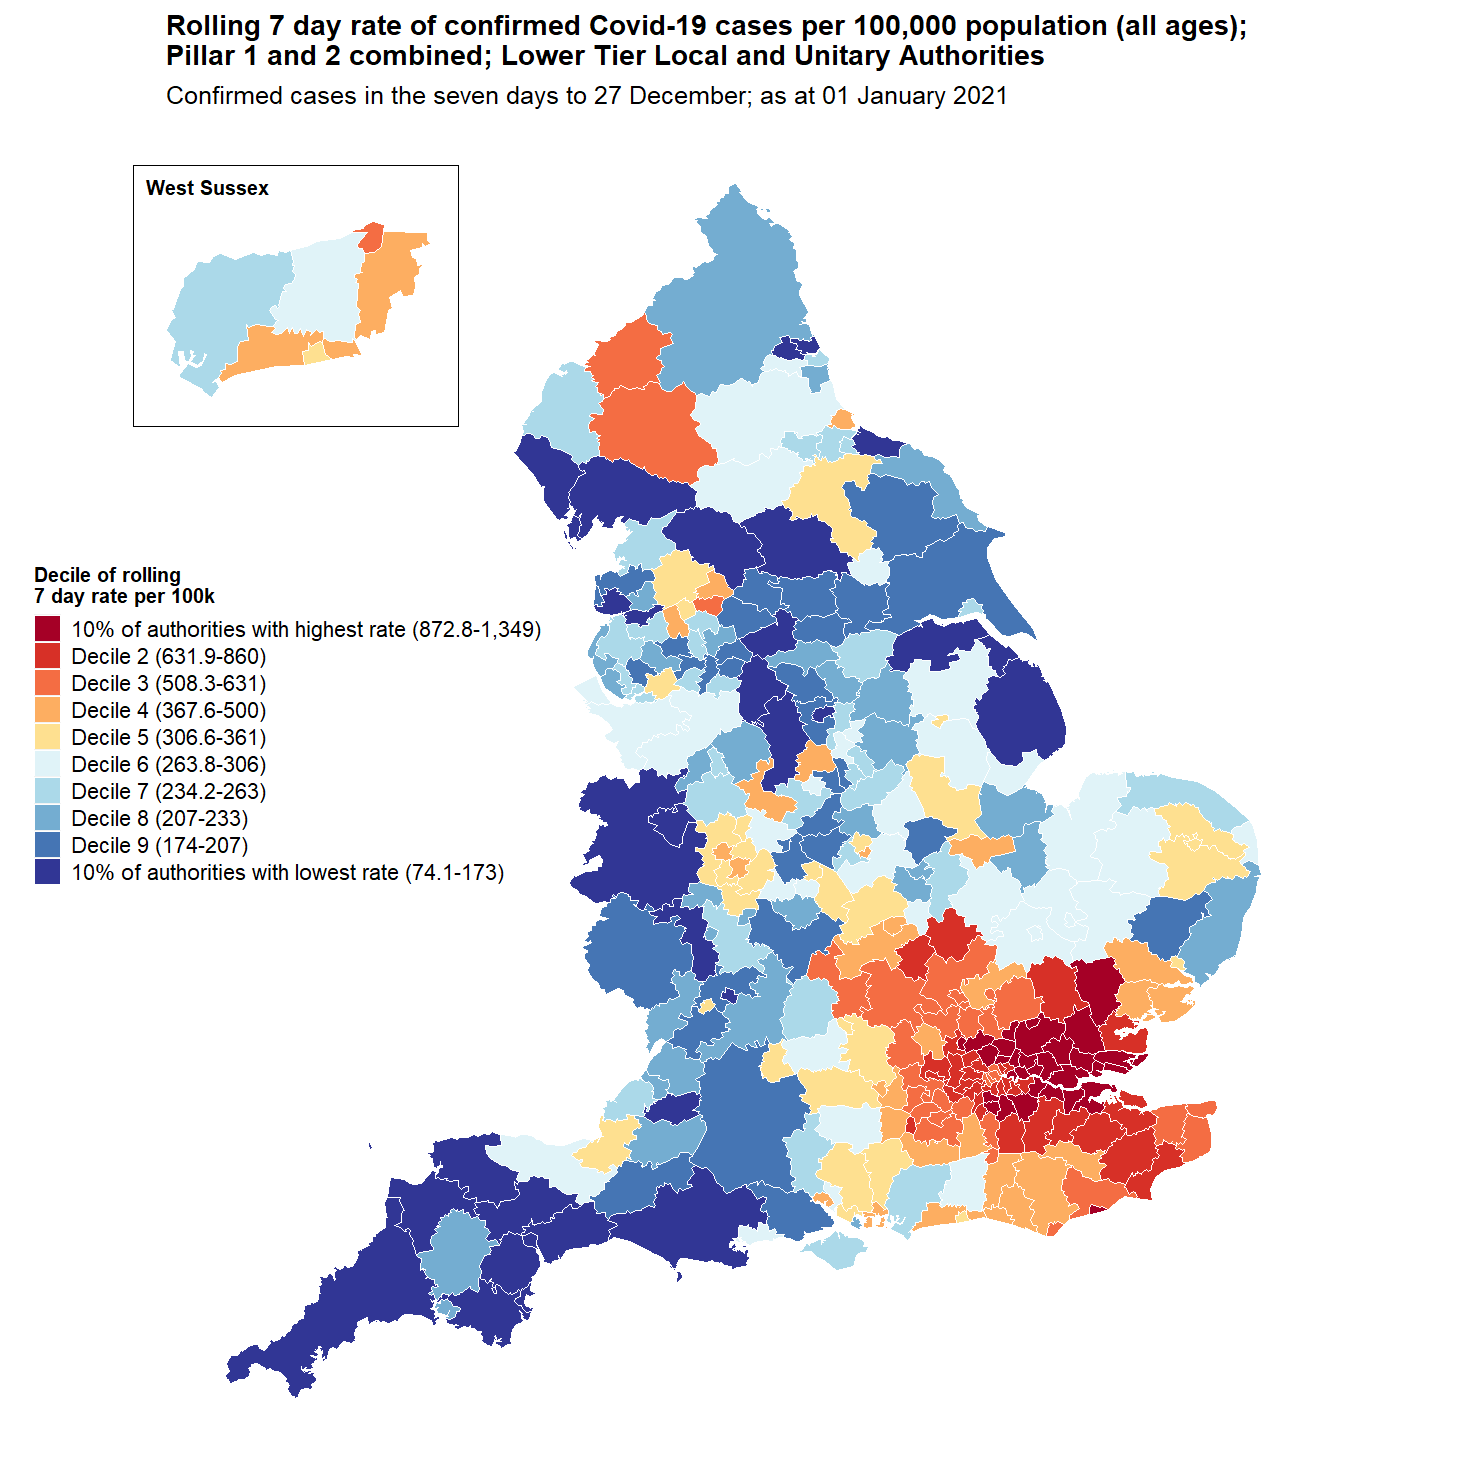 Rolling 7 day rate of confirmed Covid-19 cases per 100,000 population (all ages);
Pillar 1 and 2 combined; Lower Tier Local and Unitary Authorities
Confirmed cases in the seven days to 27 December; as at 01 January 2021
West Sussex
Decile of rolling
7 day rate per 100k
10% of authorities with highest rate (872.8-1,349)
Decile 2 (631.9-860)
Decile 3 (508.3-631)
Decile 4 (367.6-500)
Decile 5 (306.6-361)
Decile 6 (263.8-306)
Decile 7 (234.2-263)
Decile 8 (207-233)
Decile 9 (174-207)
10% of authorities with lowest rate (74.1-173)